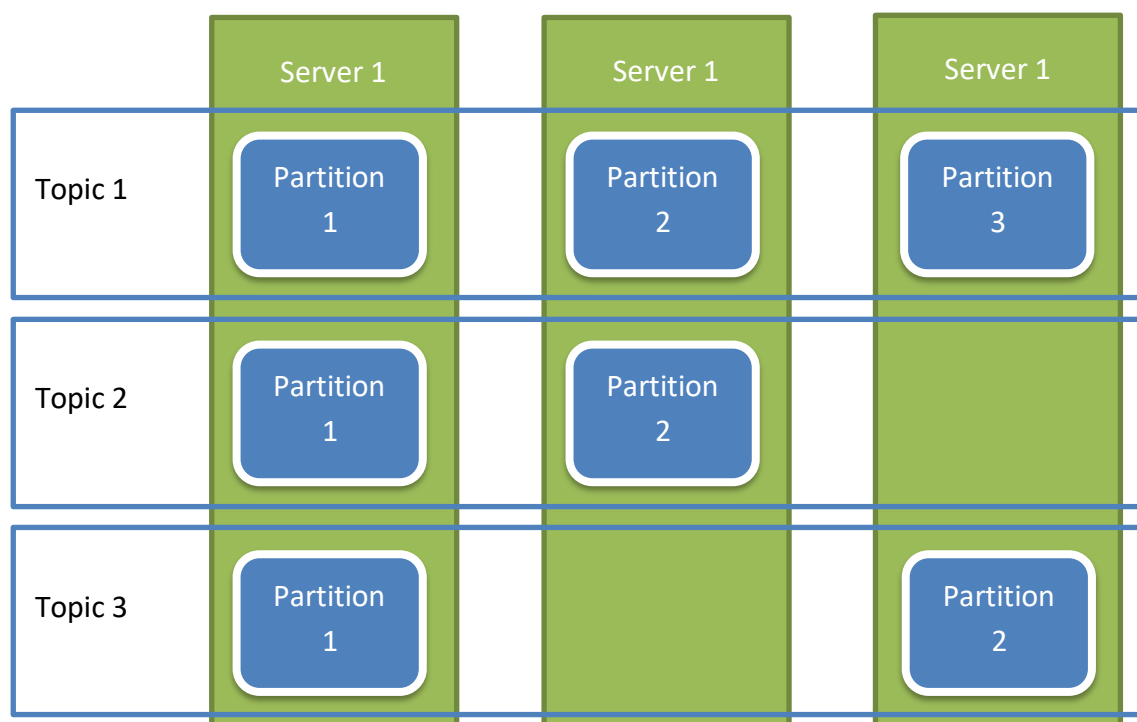 Server 1
Server 1
Server 1
Topic 1
Partition
1
Partition
2
Partition
3
Topic 2
Partition
1
Partition
2
Topic 3
Partition
1
Partition
2